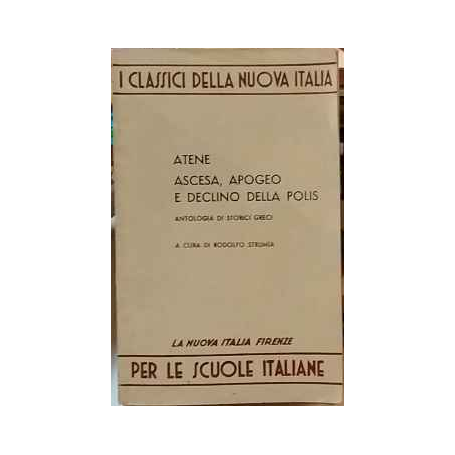 I CLASSICI DELLA NUOVA ITALIA
ATENE
ASCESA, APOGEO
E DECLINO DELLA POLIS
ANTOLOGIA DI STORICI GRECI
A CURA DI RODOLFO STRUMIA
LA NUOVA ITALIA FIRENZE
PER LE SCUOLE ITALIANE